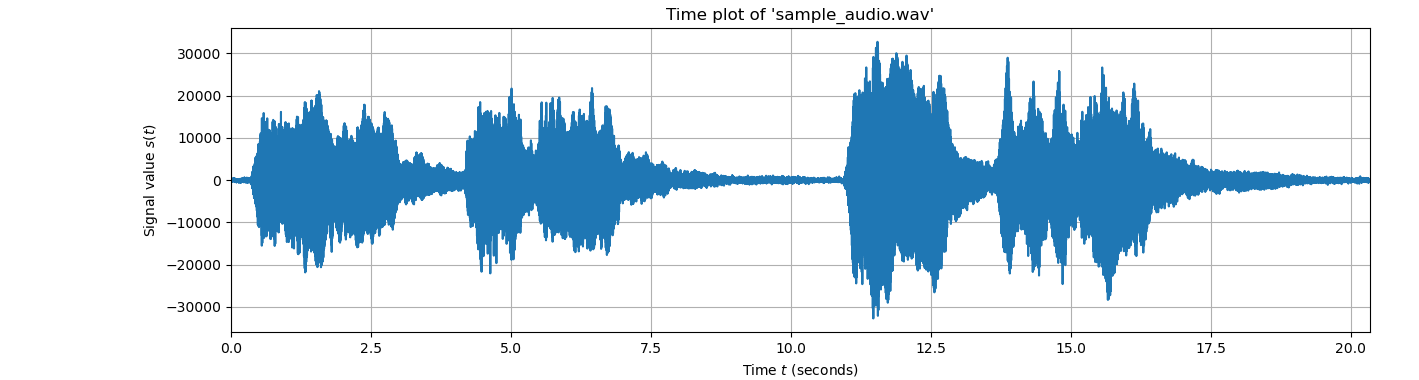 Time plot of 'sample_audio.wav'
30000
20000
10000
0
−10000
−20000
−30000
Signal value s(t)
0.0 2.5 5.0 7.5 10.0 12.5 15.0 17.5 20.0
Time t (seconds)